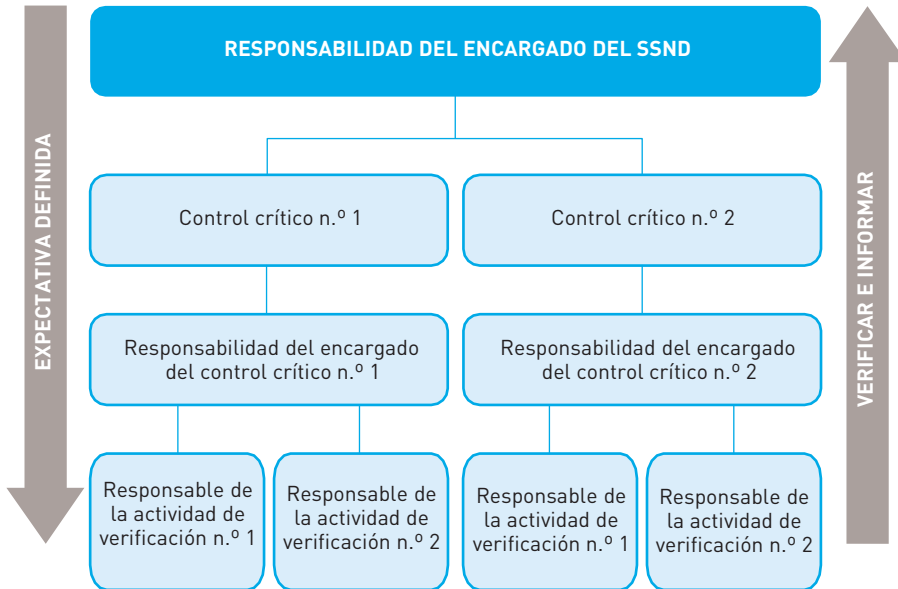 RESPONSABILIDAD DEL ENCARGADO DEL SSND
EXPECTATIVA DEFINIDA
VERIFICAR E INFORMAR
Control crítico n.º 1
Control crítico n.º 2
Responsabilidad del encargado
del control crítico n.º 1
Responsabilidad del encargado
del control crítico n.º 2
Responsable de
la actividad de
verificación n.º 1
Responsable de
la actividad de
verificación n.º 2
Responsable de
la actividad de
verificación n.º 1
Responsable de
la actividad de
verificación n.º 2